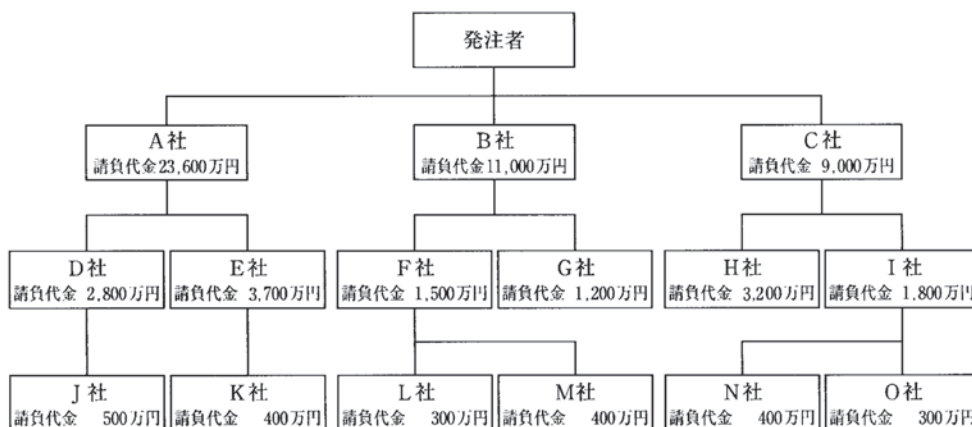 発注者
A社
請負代金23,600万円
B社
請負代金11,000万円
C社
請負代金 9,000万円
D社
請負代金 2,800万円
E社
請負代金 3,700万円
F社
請負代金 1,500万円
G社
請負代金 1,200万円
H社
請負代金 3,200万円
I社
請負代金 1,800万円
J社
請負代金 500万円
K社
請負代金 400万円
L社
請負代金 300万円
M社
請負代金 400万円
N社
請負代金 400万円
O社
請負代金 300万円